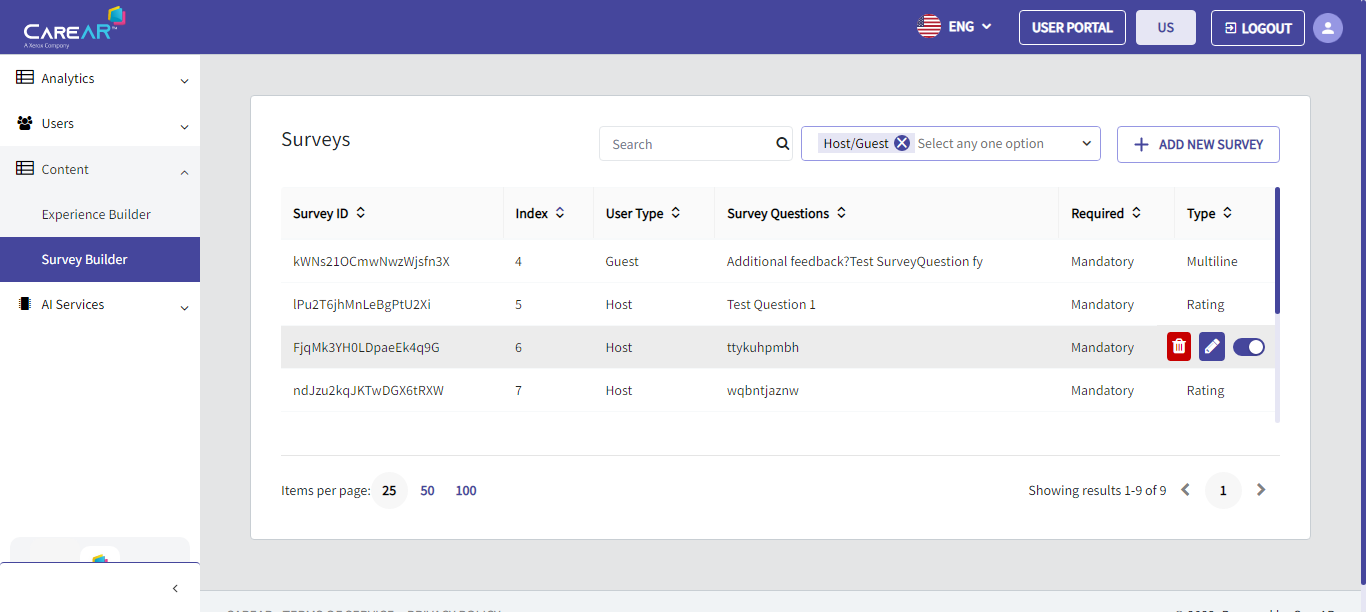 CAREAR™
A Xerox Company
ENG
USER PORTAL
US
LOGOUT
Analytics
Users
Content
Experience Builder
Survey Builder
AI Services
Surveys
Search
Host/Guest Select any one option
ADD NEW SURVEY
Survey ID Index User Type Survey Questions Required Type
kWNs21OCmwNwzWjsfn3X 4 Guest Additional feedback?Test SurveyQuestion fy Mandatory Multiline
lPu2T6jhMnLeBgPtU2Xi 5 Host Test Question 1 Mandatory Rating
FjqMk3YH0LDpaeEk4q9G 6 Host ttykuhpmbh Mandatory
ndJzu2kqJKTwDGX6tRXW 7 Host wqbntjaznw Mandatory Rating
Items per page: 25 50 100
Showing results 1-9 of 9 1